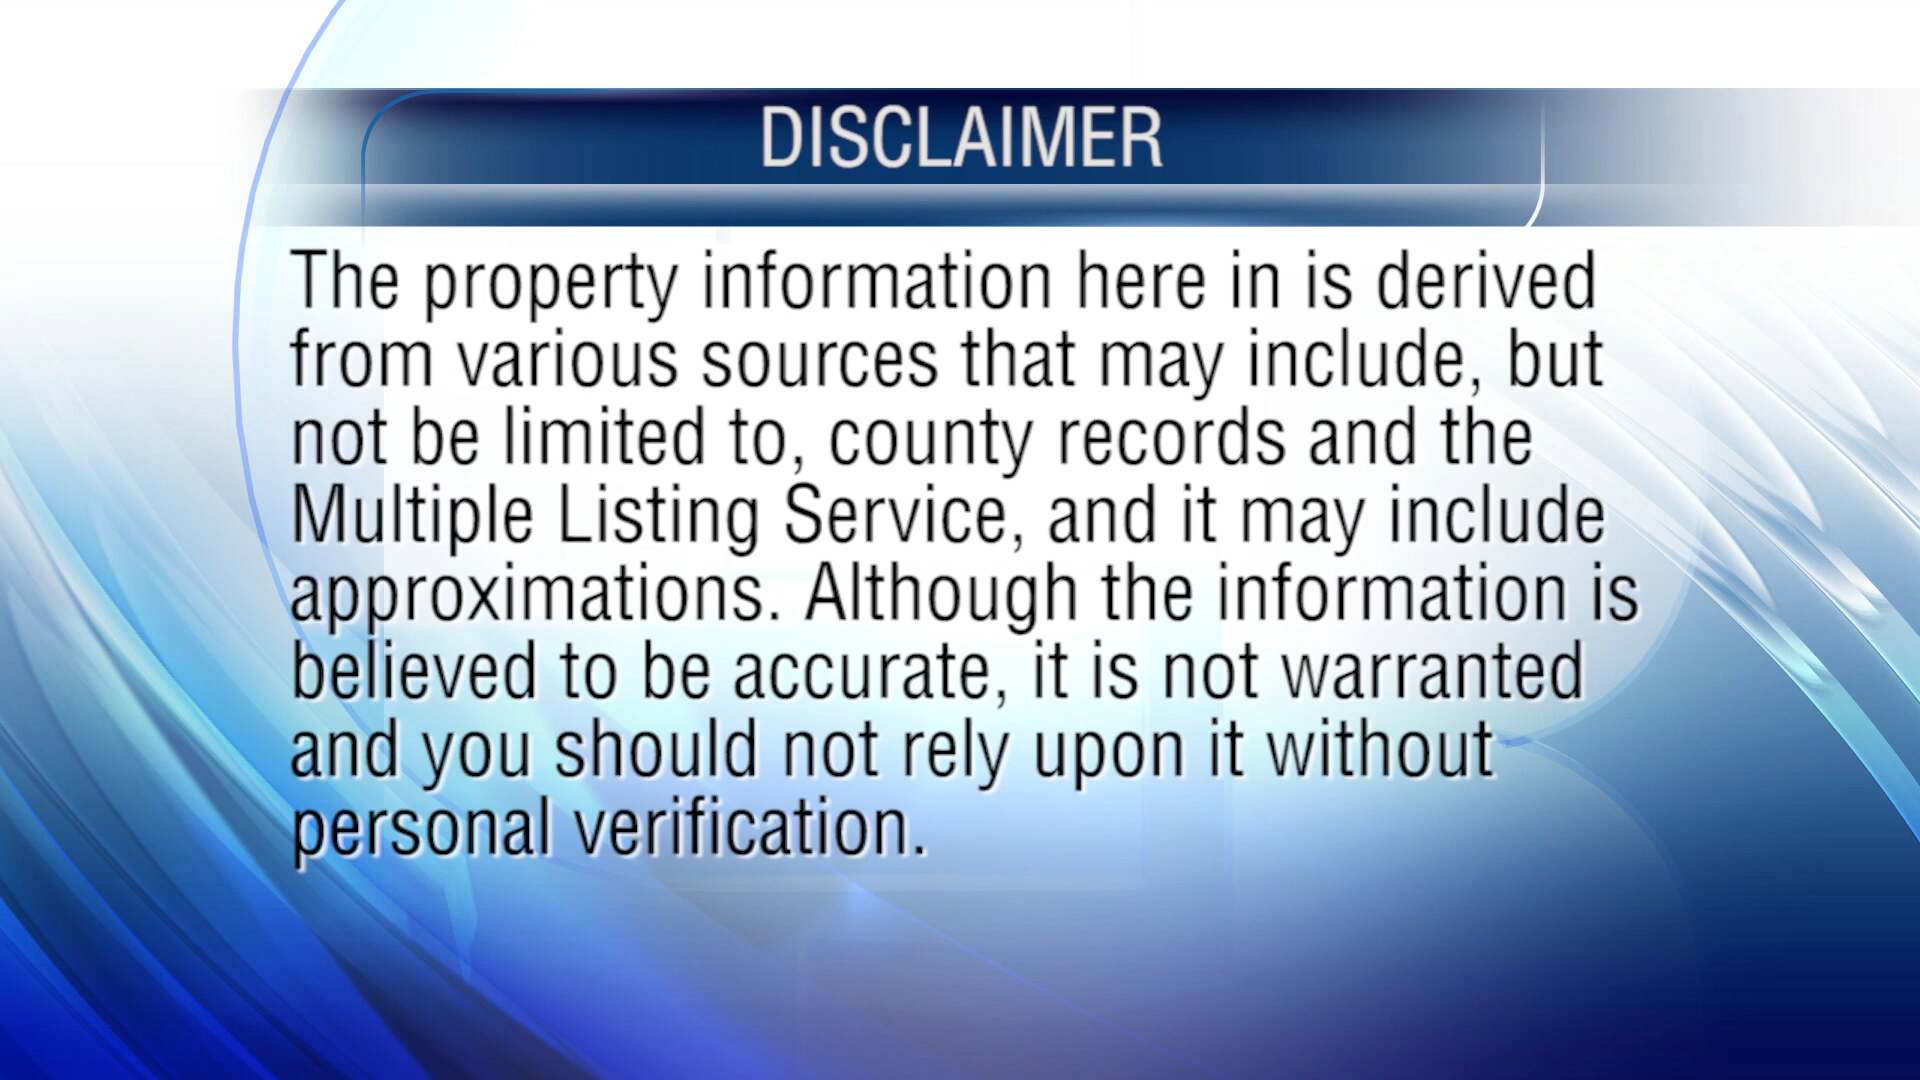 DISCLAIMER
The property information here in is derived
from various sources that may include, but
not be limited to, county records and the
Multiple Listing Service, and it may include
approximations. Although the information is
believed to be accurate, it is not warranted
and you should not rely upon it without
personal verification.